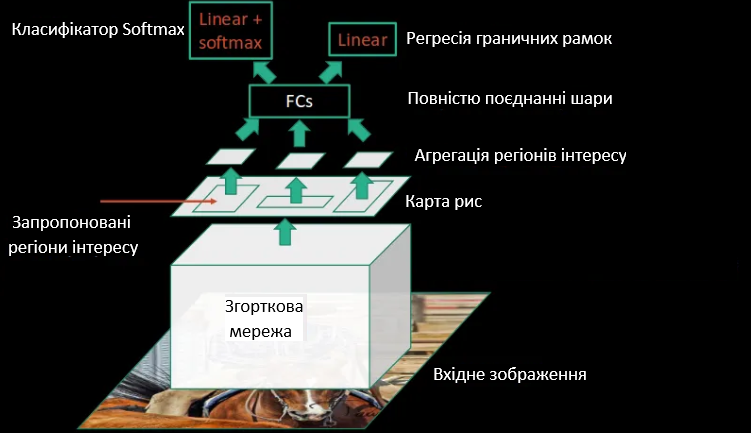 Класифікатор Softmax
Linear +
softmax
Linear
Регресія граничних рамок
FCs
Повністю поєднанні шари
Агрегація регіонів інтересу
Карта рис
Запропоновані
регіони інтересу
Згорткова
мережа
Вхідне зображення